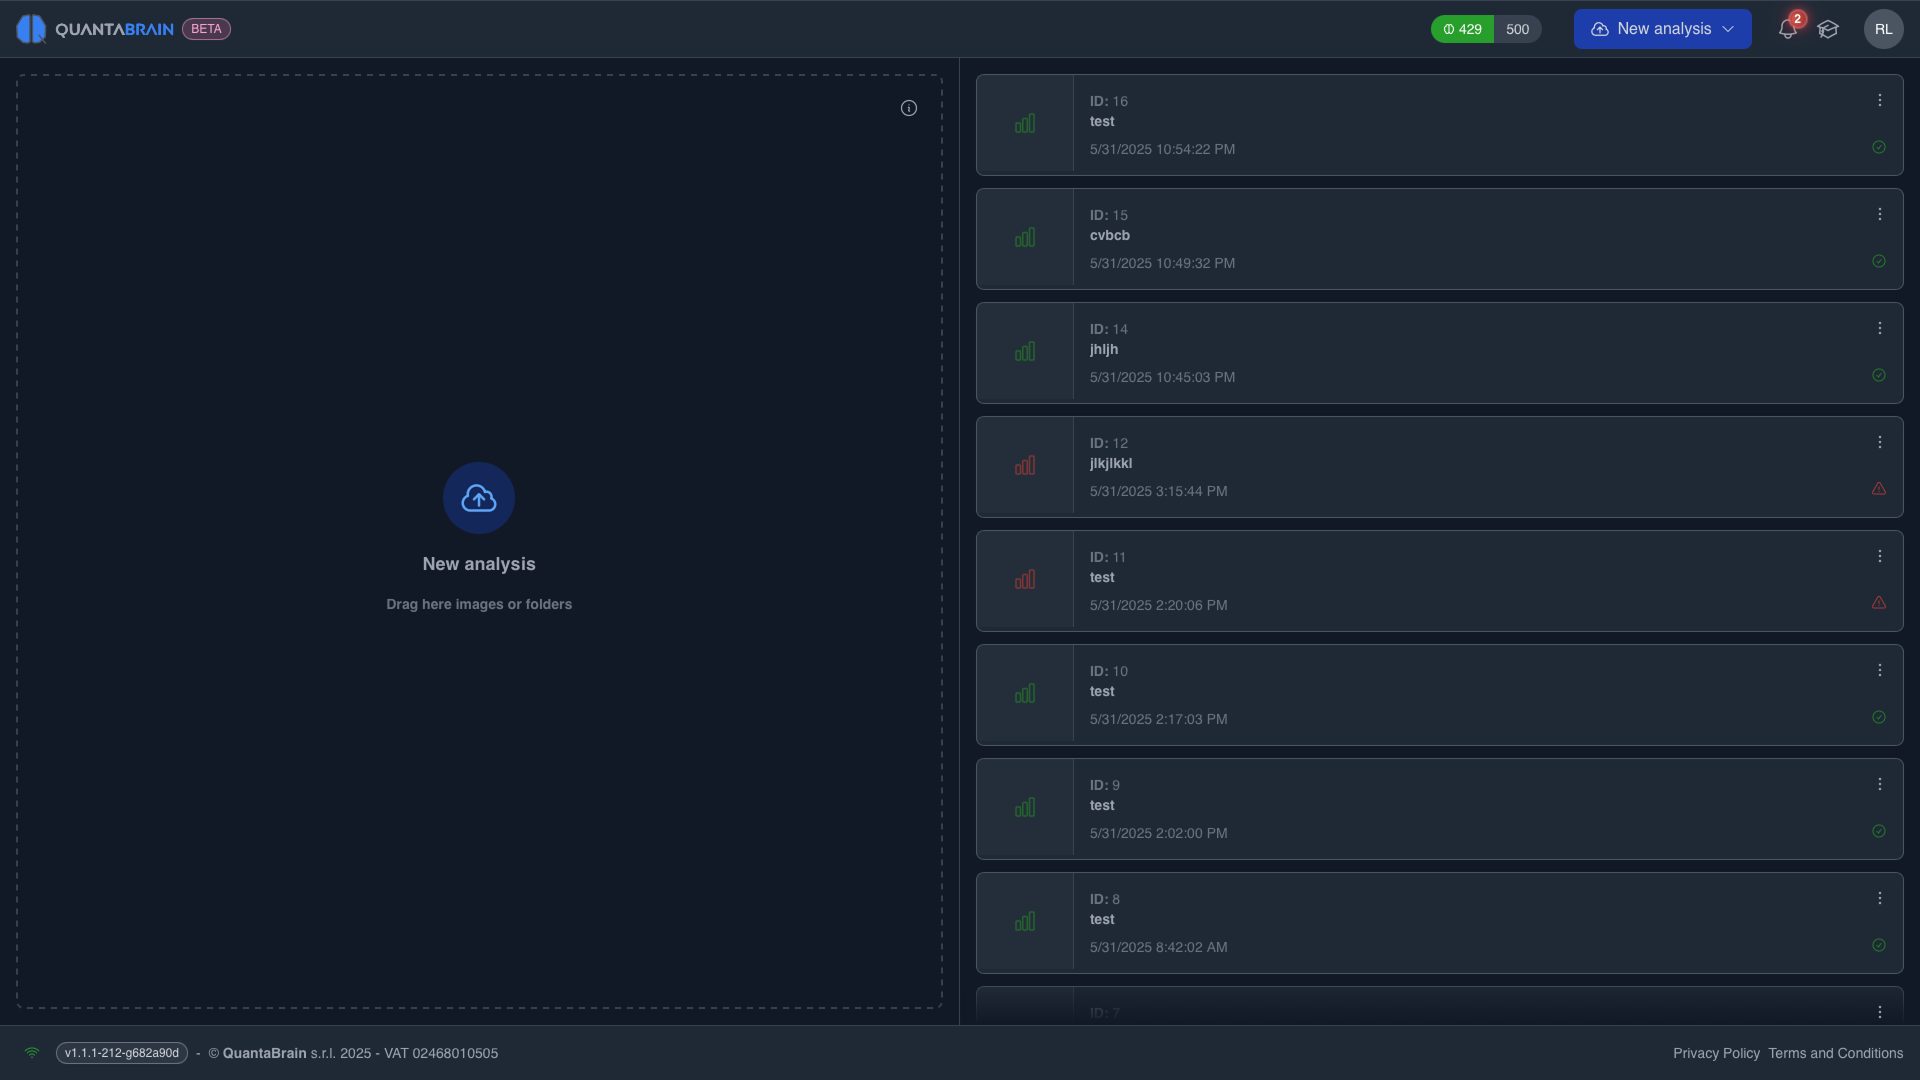 QUANTABRAIN BETA
429 500
New analysis
2
RL
New analysis
Drag here images or folders
ID: 16
test
5/31/2025 10:54:22 PM
ID: 15
cvbcb
5/31/2025 10:49:32 PM
ID: 14
jhljh
5/31/2025 10:45:03 PM
ID: 12
jlkjlkkl
5/31/2025 3:15:44 PM
ID: 11
test
5/31/2025 2:20:06 PM
ID: 10
test
5/31/2025 2:17:03 PM
ID: 9
test
5/31/2025 2:02:00 PM
ID: 8
test
5/31/2025 8:42:02 AM
ID: 7
v1.1.1-212-g682a90d - © QuantaBrain s.r.l. 2025 - VAT 02468010505
Privacy Policy Terms and Conditions